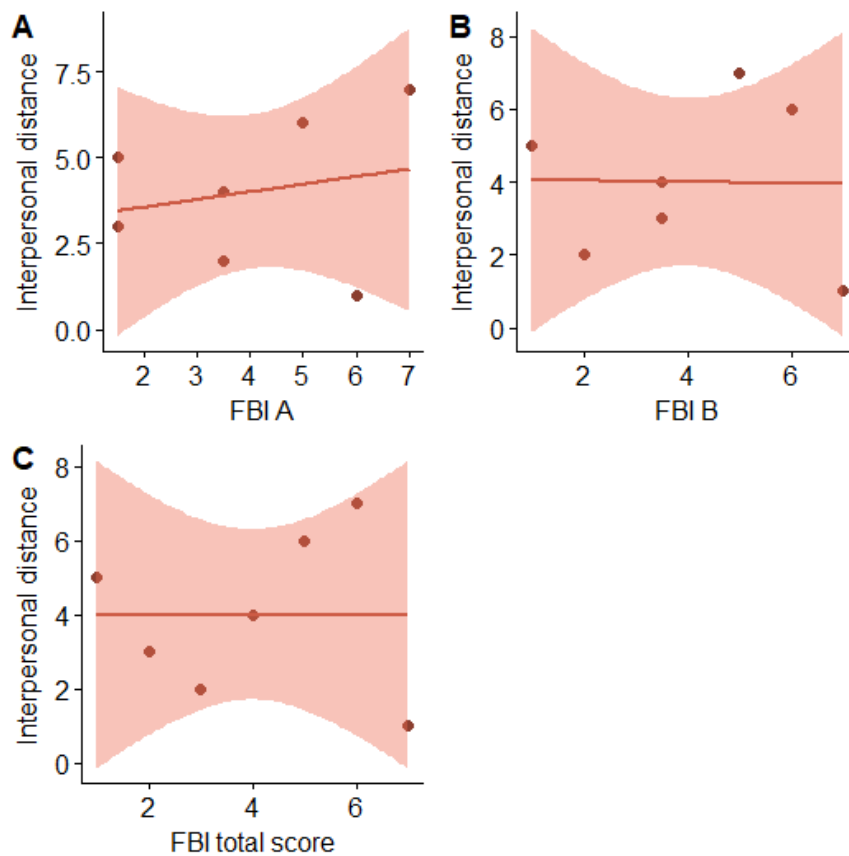 A
Interpersonal distance
7.5
5.0
2.5
0.0
2 3 4 5 6 7
FBI A
B
Interpersonal distance
8
6
4
2
0
2 4 6
FBI B
C
Interpersonal distance
8
6
4
2
0
2 4 6
FBI total score